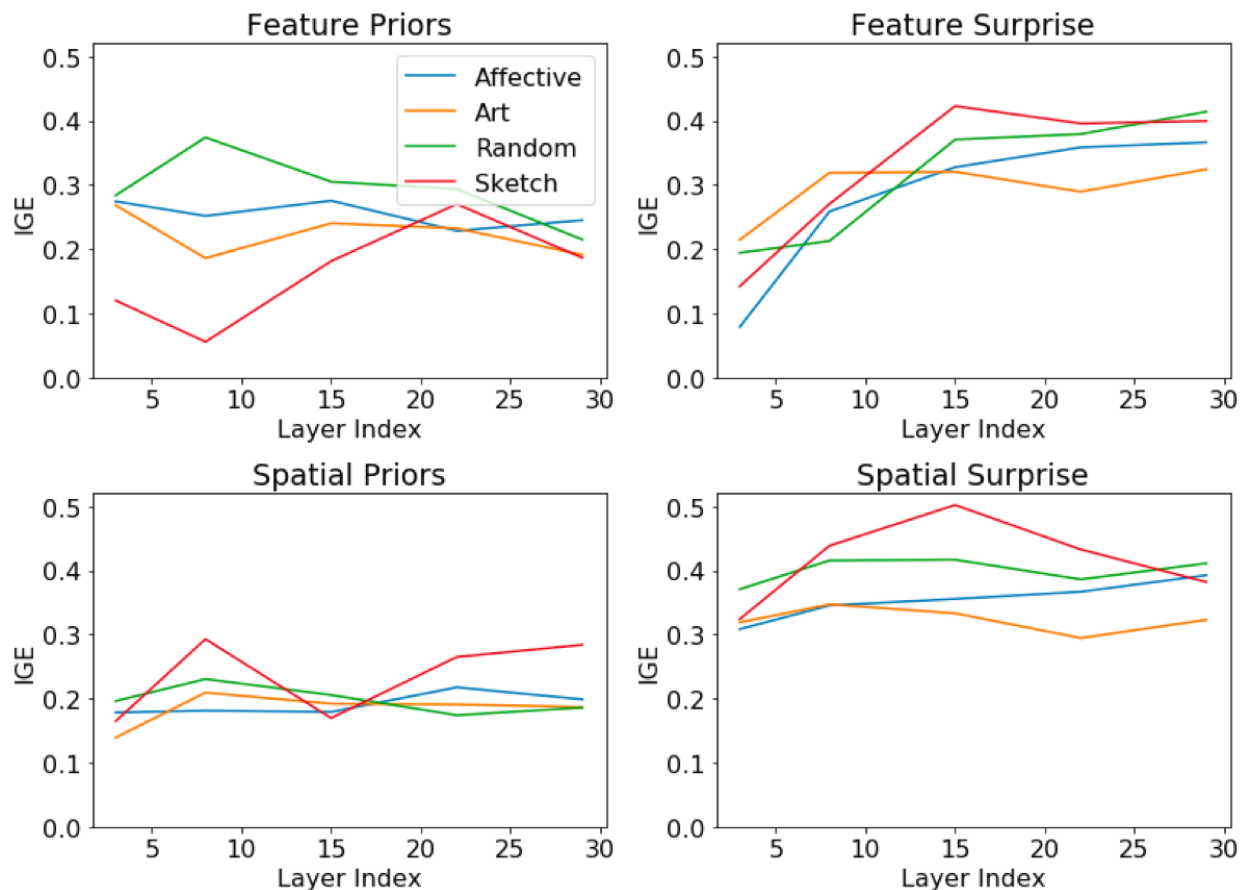 Feature Priors
0.5
0.4
0.3
0.2
0.1
0.0
IGE
Affective
Art
Random
Sketch
5 10 15 20 25 30
Layer Index
Feature Surprise
0.5
0.4
0.3
0.2
0.1
0.0
IGE
5 10 15 20 25 30
Layer Index
Spatial Priors
0.5
0.4
0.3
0.2
0.1
0.0
IGE
5 10 15 20 25 30
Layer Index
Spatial Surprise
0.5
0.4
0.3
0.2
0.1
0.0
IGE
5 10 15 20 25 30
Layer Index